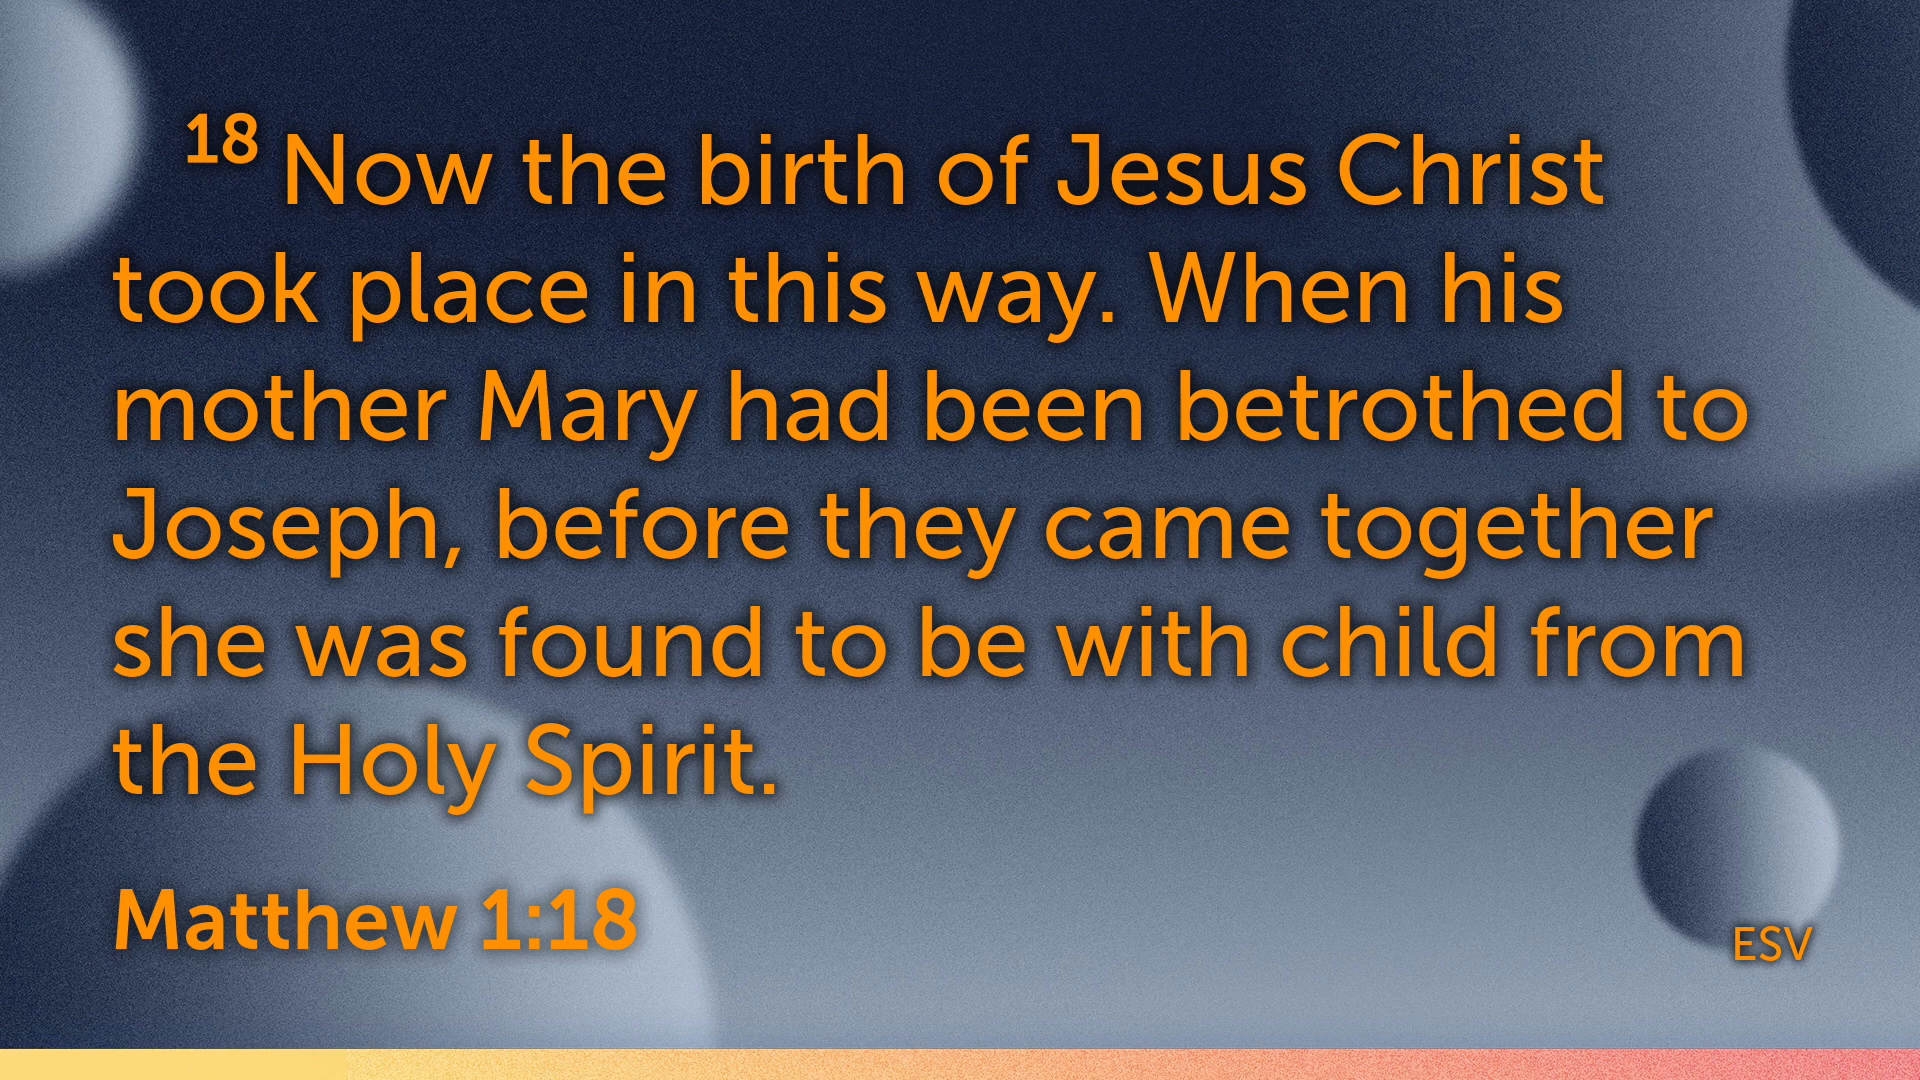 18 Now the birth of Jesus Christ
took place in this way. When his
mother Mary had been betrothed to
Joseph, before they came together
she was found to be with child from
the Holy Spirit.
Matthew 1:18
ESV